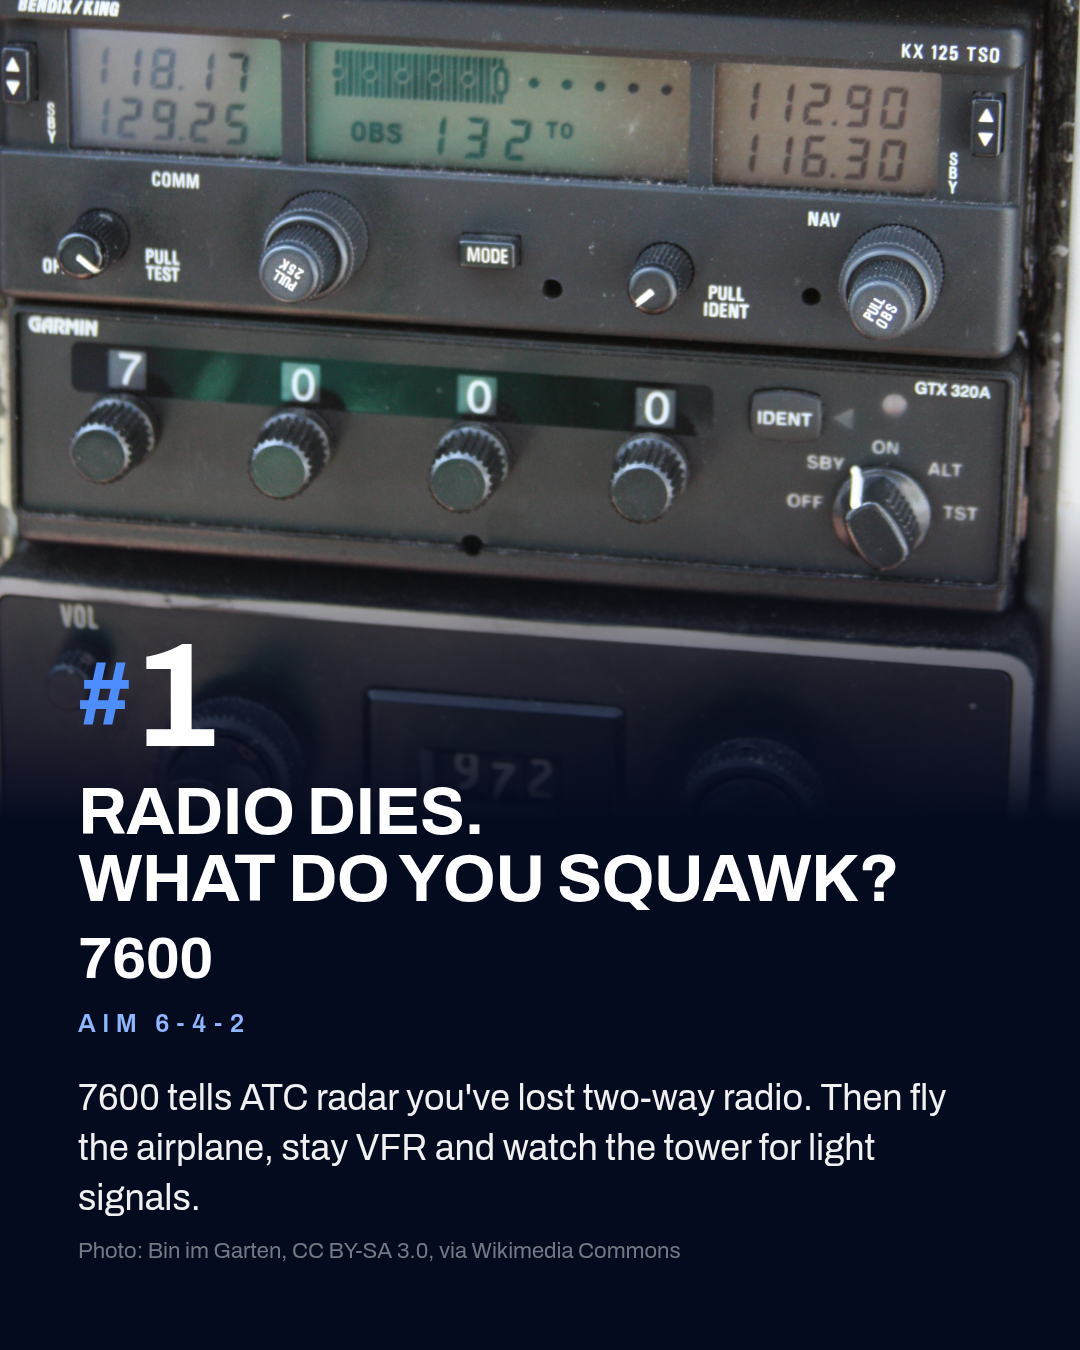 BENDIX/KING
KX 125 TSO
118.17
129.25
SBY
OBS 132 TO
112.90
116.30
SBY
COMM
PULL TEST
PULL 25K
MODE
PULL IDENT
NAV
PULL OBS
GARMIN
7 0 0 0
IDENT
GTX 320A
OFF SBY ON ALT TST
VOL
1972
#1
RADIO DIES.
WHAT DO YOU SQUAWK?
7600
AIM 6-4-2
7600 tells ATC radar you've lost two-way radio. Then fly
the airplane, stay VFR and watch the tower for light
signals.
Photo: Bin im Garten, CC BY-SA 3.0, via Wikimedia Commons